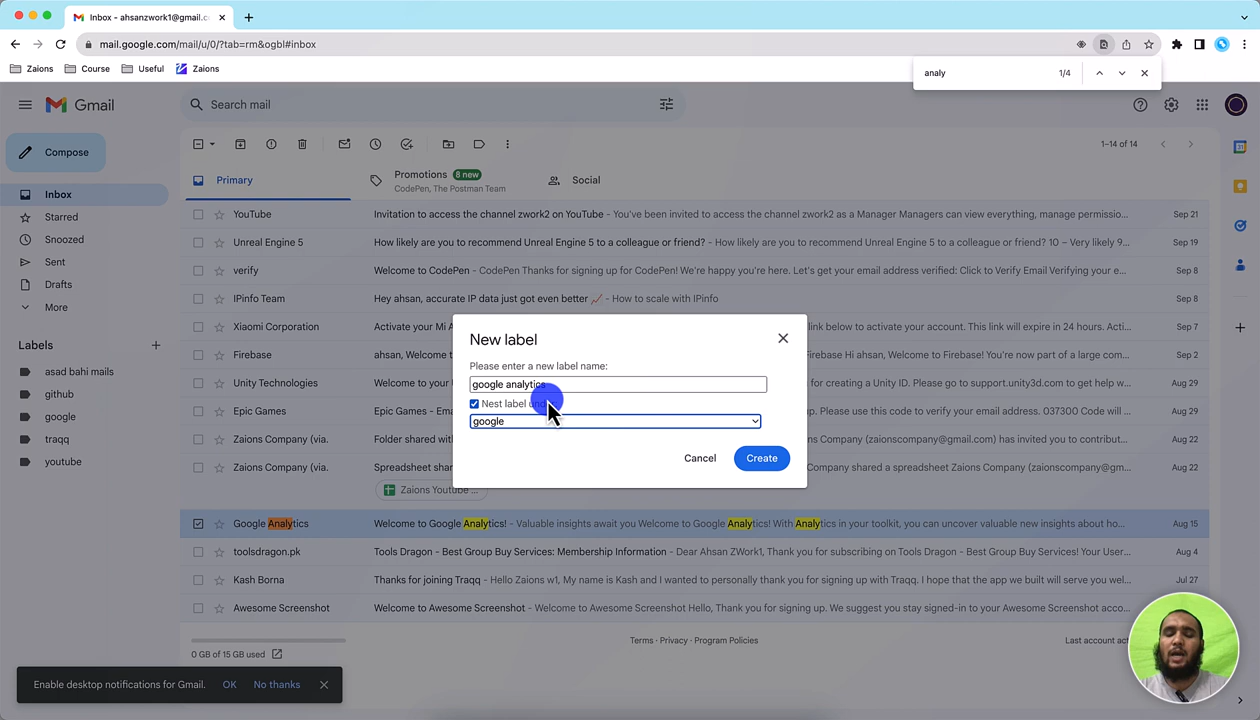 Inbox - ahsanzwork1@gmail.c
mail.google.com/mail/u/0/?tab=rm&ogbl#inbox
Zaions
Course
Useful
Zaions
analy
1/4
Gmail
Search mail
Compose
1–14 of 14
Inbox
Starred
Snoozed
Sent
Drafts
More
Labels
asad bahi mails
github
google
traqq
youtube
Primary
Promotions 8 new
CodePen, The Postman Team
Social
YouTube Invitation to access the channel zwork2 on YouTube - You've been invited to access the channel zwork2 as a Manager Managers can view everything, manage permissio... Sep 21
Unreal Engine 5 How likely are you to recommend Unreal Engine 5 to a colleague or friend? - How likely are you to recommend Unreal Engine 5 to a colleague or friend? 10 – Very likely 9... Sep 19
verify Welcome to CodePen - CodePen Thanks for signing up for CodePen! We're happy you're here. Let's get your email address verified: Click to Verify Email Verifying your e... Sep 8
IPinfo Team Hey ahsan, accurate IP data just got even better 📈 - How to scale with IPinfo Sep 8
Xiaomi Corporation Activate your Mi A link below to activate your account. This link will expire in 24 hours. Acti... Sep 7
Firebase ahsan, Welcome t Firebase Hi ahsan, Welcome to Firebase! You're now part of a large com... Sep 2
Unity Technologies Welcome to your for creating a Unity ID. Please go to support.unity3d.com to get help w... Aug 29
Epic Games Epic Games - Ema Please use this code to verify your email address. 037300 Code will ... Aug 29
Zaions Company (via. Folder shared wit (zaionscompany@gmail.com) has invited you to contribut... Aug 22
Zaions Company (via. Spreadsheet shar Company shared a spreadsheet Zaions Company (zaionscompany@gm... Aug 22
Zaions Youtube ...
Google Analytics Welcome to Google Analytics! - Valuable insights await you Welcome to Google Analytics! With Analytics in your toolkit, you can uncover valuable new insights about ho... Aug 15
toolsdragon.pk Tools Dragon - Best Group Buy Services: Membership Information - Dear Ahsan ZWork1, Thank you for subscribing on Tools Dragon - Best Group Buy Services! Your User... Aug 4
Kash Borna Thanks for joining Traqq - Hello Zaions w1, My name is Kash and I wanted to personally thank you for signing up with Traqq. I hope that the app we built will serve you wel... Jul 27
Awesome Screenshot Welcome to Awesome Screenshot - Welcome to Awesome Screenshot Hello, Thank you for signing up. We suggest you stay signed-in to your Awesome Screenshot acco...
New label
Please enter a new label name:
google analytics
Nest label und
google
Cancel
Create
0 GB of 15 GB used
Terms · Privacy · Program Policies
Last account act
Enable desktop notifications for Gmail. OK No thanks